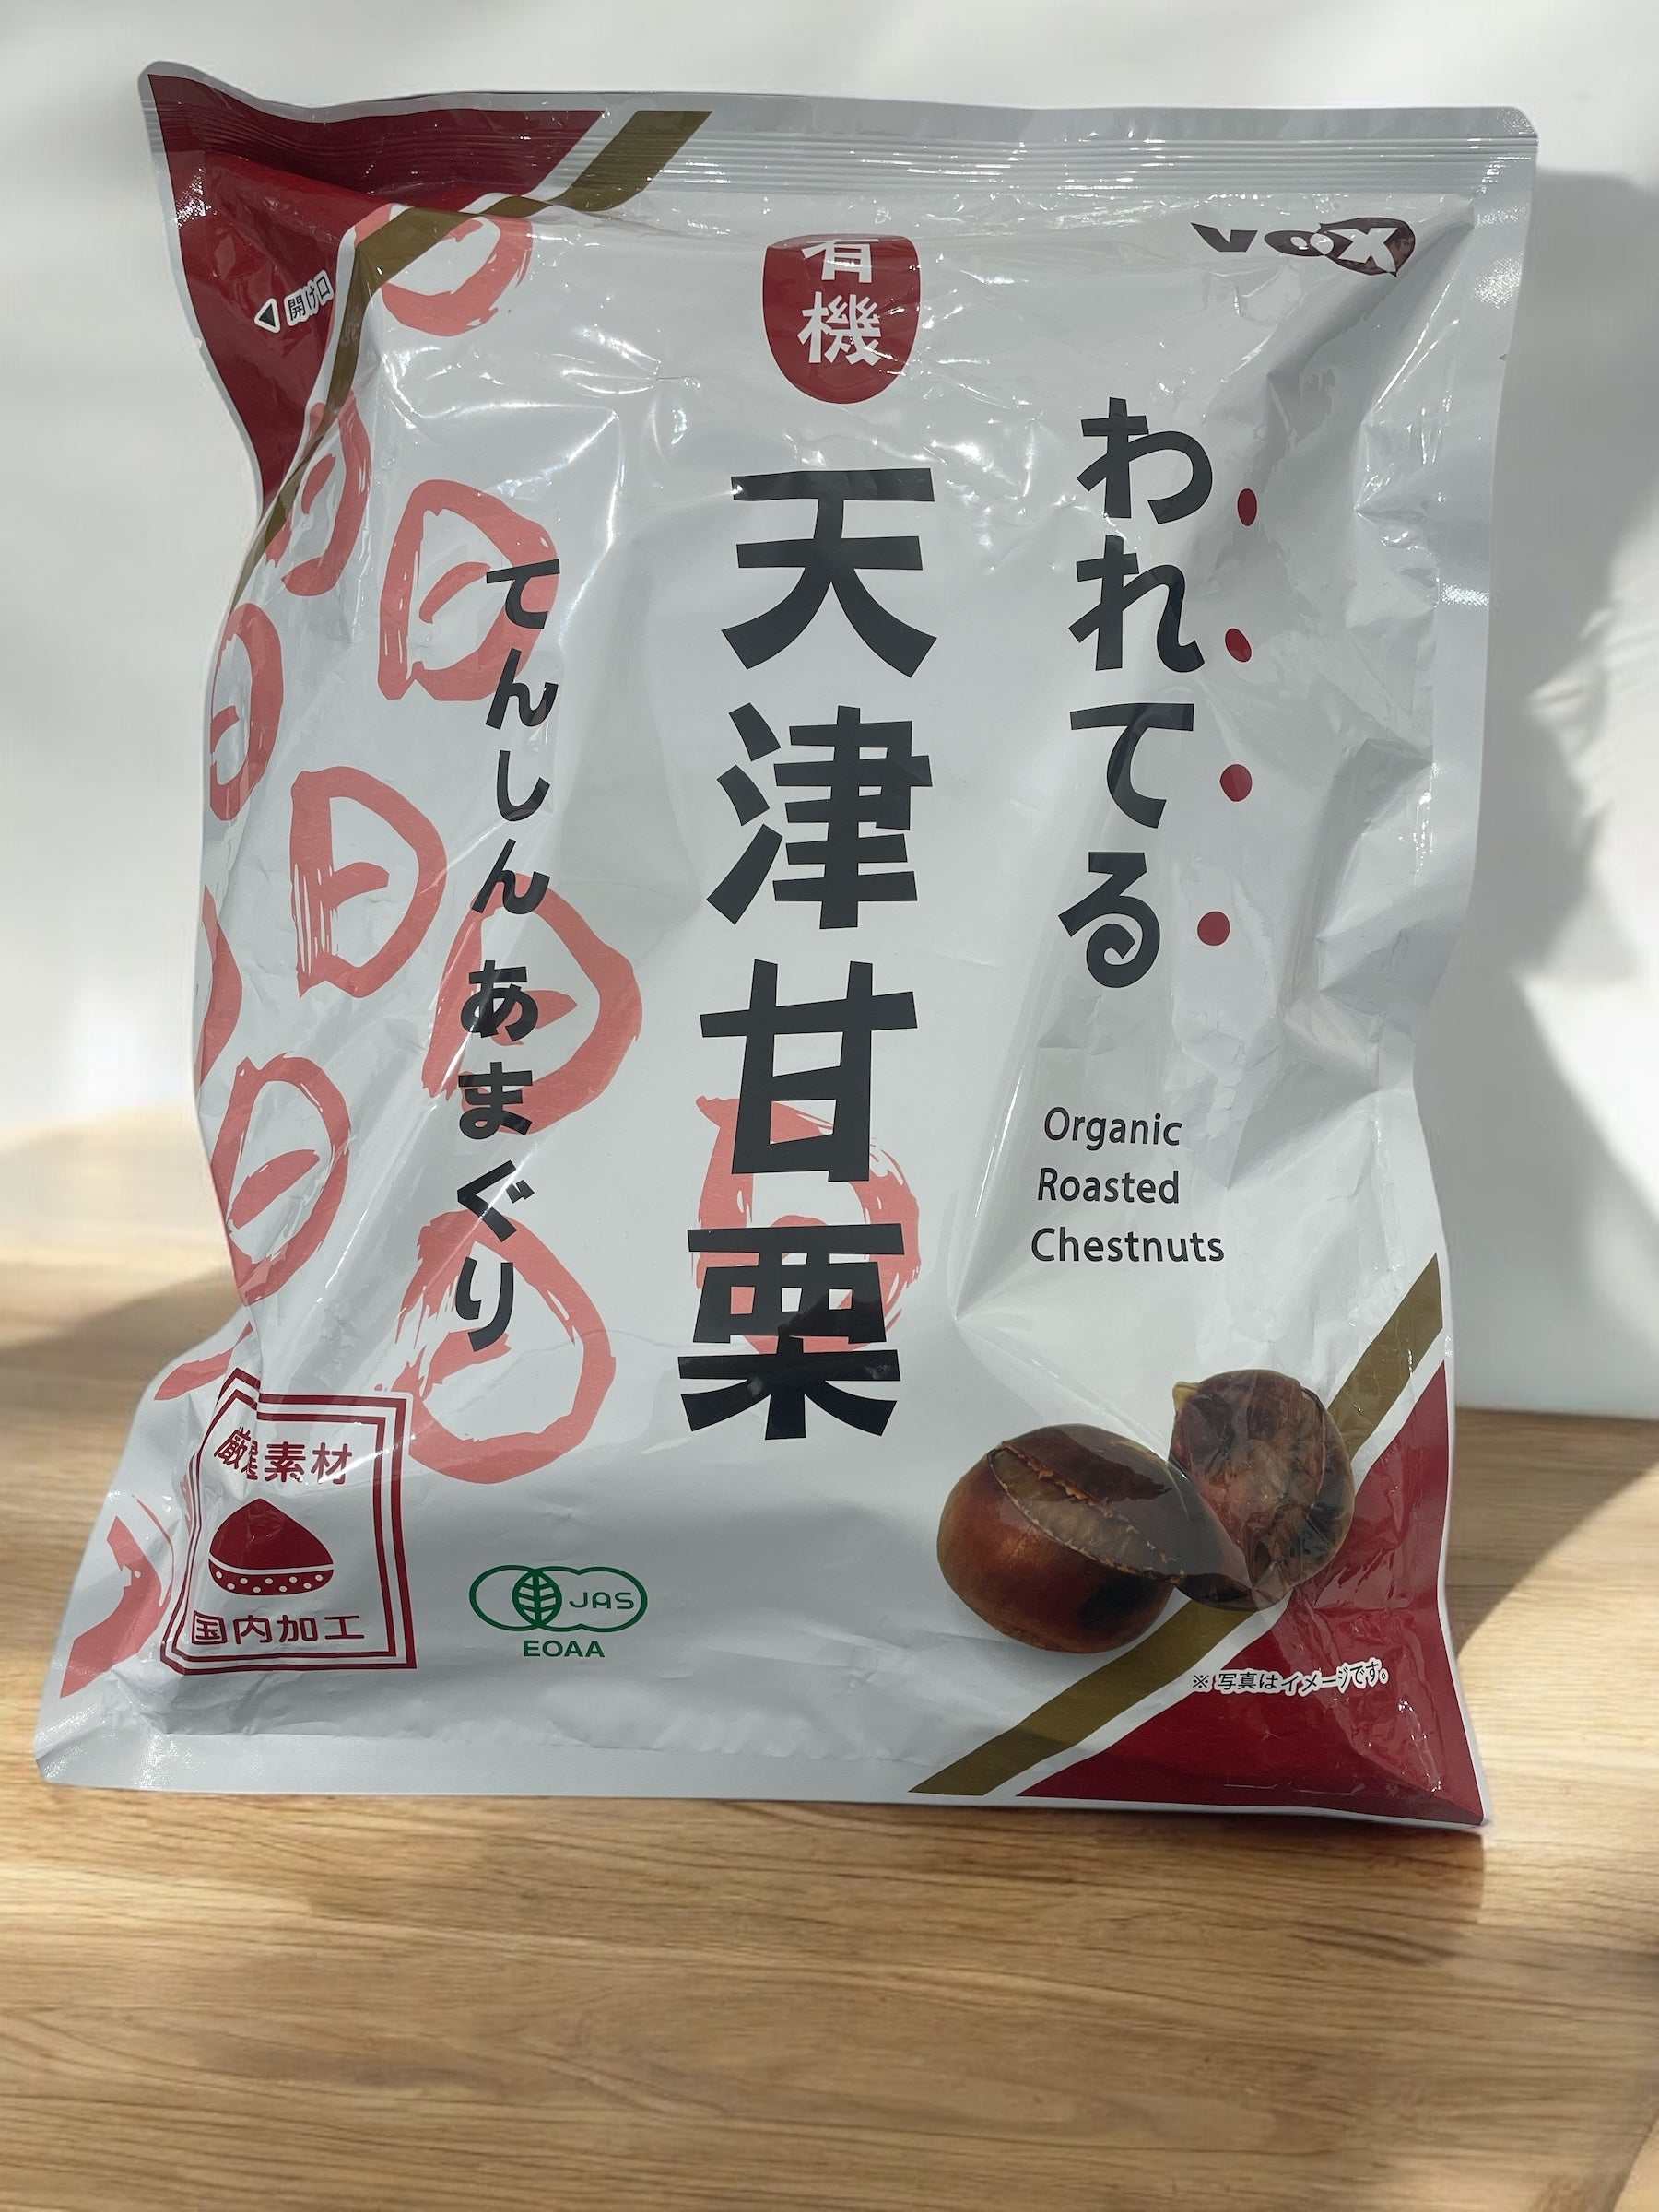 VOX
開け口
有機
われてる
天津甘栗
てんしんあまぐり
Organic
Roasted
Chestnuts
厳選素材
国内加工
JAS
EOAA
※ 写真はイメージです。